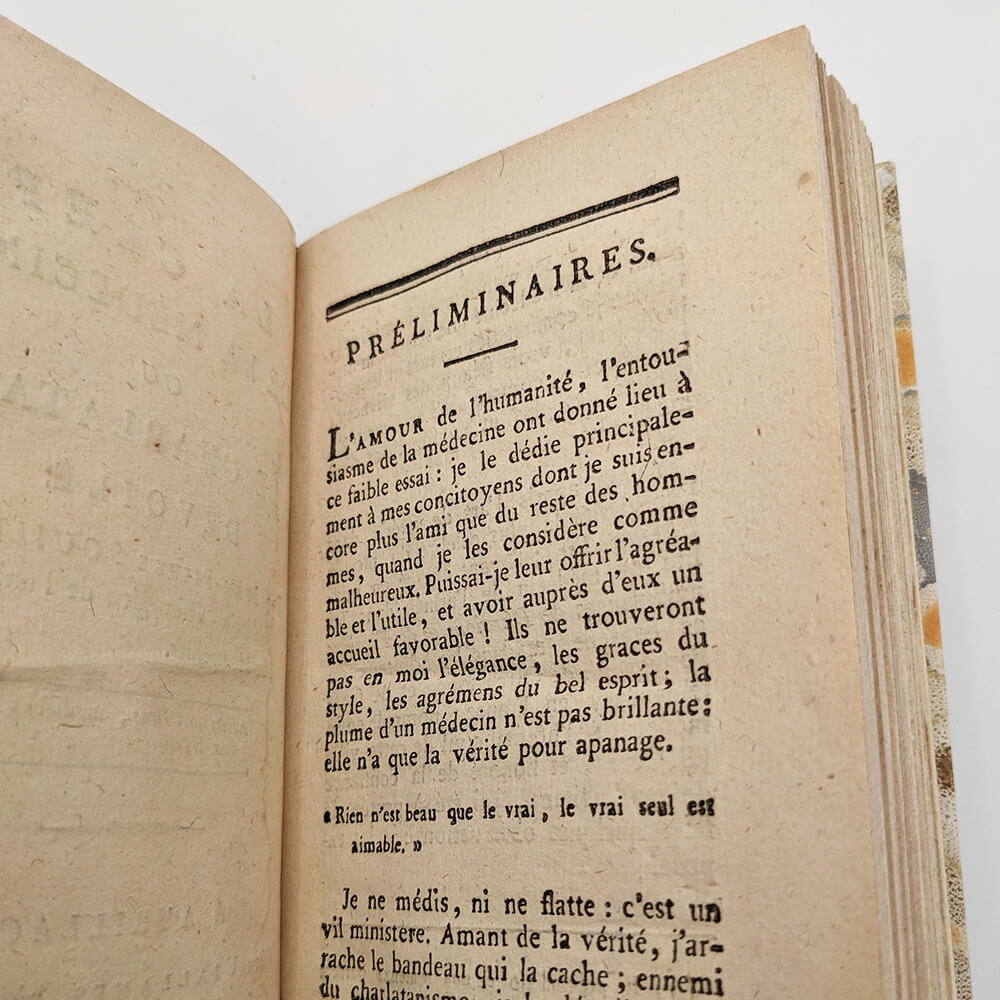 PRÉLIMINAIRES.
L'AMOUR de l'humanité, l'entou-
siasme de la médecine ont donné lieu à
ce faible essai : je le dédie principale-
ment à mes concitoyens dont je suis en-
core plus l'ami que du reste des hom-
mes, quand je les considère comme
malheureux. Puissai-je leur offrir l'agréa-
ble et l'utile, et avoir auprès d'eux un
accueil favorable ! Ils ne trouveront
pas en moi l'élégance, les graces du
style, les agrémens du bel esprit ; la
plume d'un médecin n'est pas brillante :
elle n'a que la vérité pour apanage.
« Rien n'est beau que le vrai, le vrai seul est
aimable. »
Je ne médis, ni ne flatte : c'est un
vil ministère. Amant de la vérité, j'ar-
rache le bandeau qui la cache ; ennemi
du charlatanisme